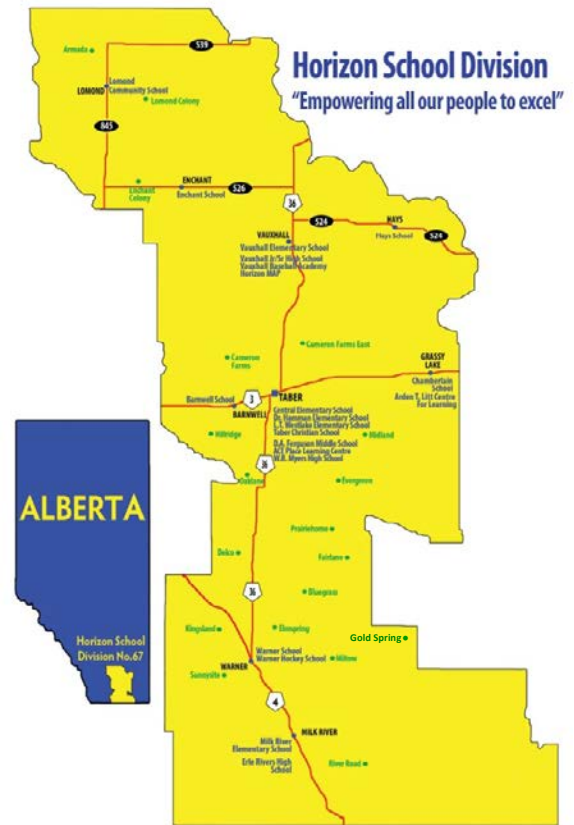 Horizon School Division
“Empowering all our people to excel”
539
Armada
Lomond
LOMOND
Community School
Lomond Colony
845
ENCHANT
Enchant Colony
Enchant School
526
36
524
HAYS
Hays School
524
VAUXHALL
Vauxhall Elementary School
Vauxhall Jr/Sr High School
Vauxhall Baseball Academy
Horizon MAP
Cameron Farms East
Cameron
Farms
GRASSY
LAKE
Chamberlain
School
Arden T. Litt Centre
For Learning
Barnwell School
3
TABER
BARNWELL
Central Elementary School
Dr. Hamman Elementary School
L.T. Westlake Elementary School
Taber Christian School
D.A. Ferguson Middle School
ACE Place Learning Centre
W.R. Myers High School
Hillridge
Midland
36
Oaklane
Evergreen
ALBERTA
Prairiehome
Delco
Fairlane
36
Bluegrass
Kingsland
Elmspring
Gold Spring
Horizon School
Division No.67
Warner School
Warner Hockey School
WARNER
Miltow
Sunnysite
4
MILK RIVER
Milk River
Elementary School
Erle Rivers High
School
River Road